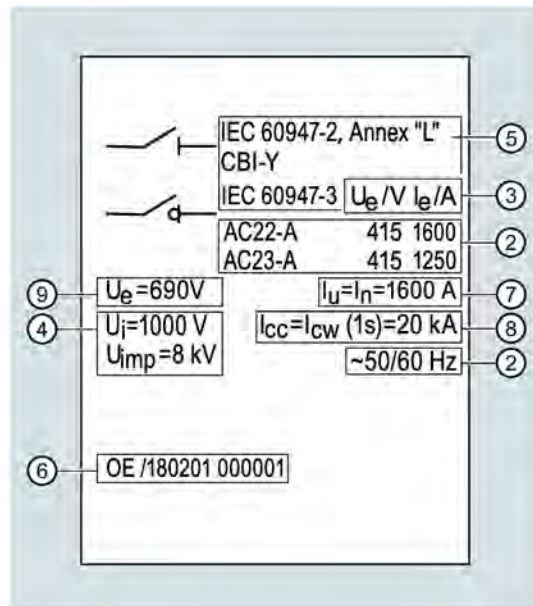 IEC 60947-2, Annex "L"
CBI-Y
5
IEC 60947-3 Ue/V Ie/A
3
AC22-A 415 1600
AC23-A 415 1250
2
9
Ue=690V
Iu=In=1600 A
7
4
Ui=1000 V
Uimp=8 kV
Icc=Icw (1s)=20 kA
8
~50/60 Hz
2
6
OE /180201 000001